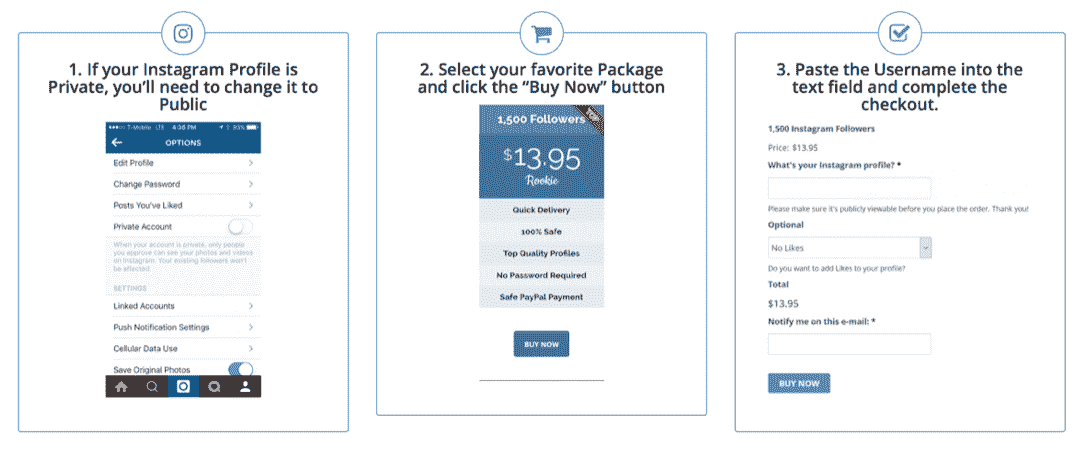 1. If your Instagram Profile is
Private, you'll need to change it to
Public
T-Mobile LTE 4:36 PM 93%
OPTIONS
Edit Profile
Change Password
Posts You've Liked
Private Account
When your account is private, only people
you approve can see your photos and videos
on Instagram. Your existing followers won't
be affected.
SETTINGS
Linked Accounts
Push Notification Settings
Cellular Data Use
Save Original Photos
2. Select your favorite Package
and click the "Buy Now" button
1,500 Followers
TOP
$13.95
Rookie
Quick Delivery
100% Safe
Top Quality Profiles
No Password Required
Safe PayPal Payment
BUY NOW
3. Paste the Username into the
text field and complete the
checkout.
1,500 Instagram Followers
Price: $13.95
What's your Instagram profile? *
Please make sure it's publicly viewable before you place the order. Thank you!
Optional
No Likes
Do you want to add Likes to your profile?
Total
$13.95
Notify me on this e-mail: *
BUY NOW